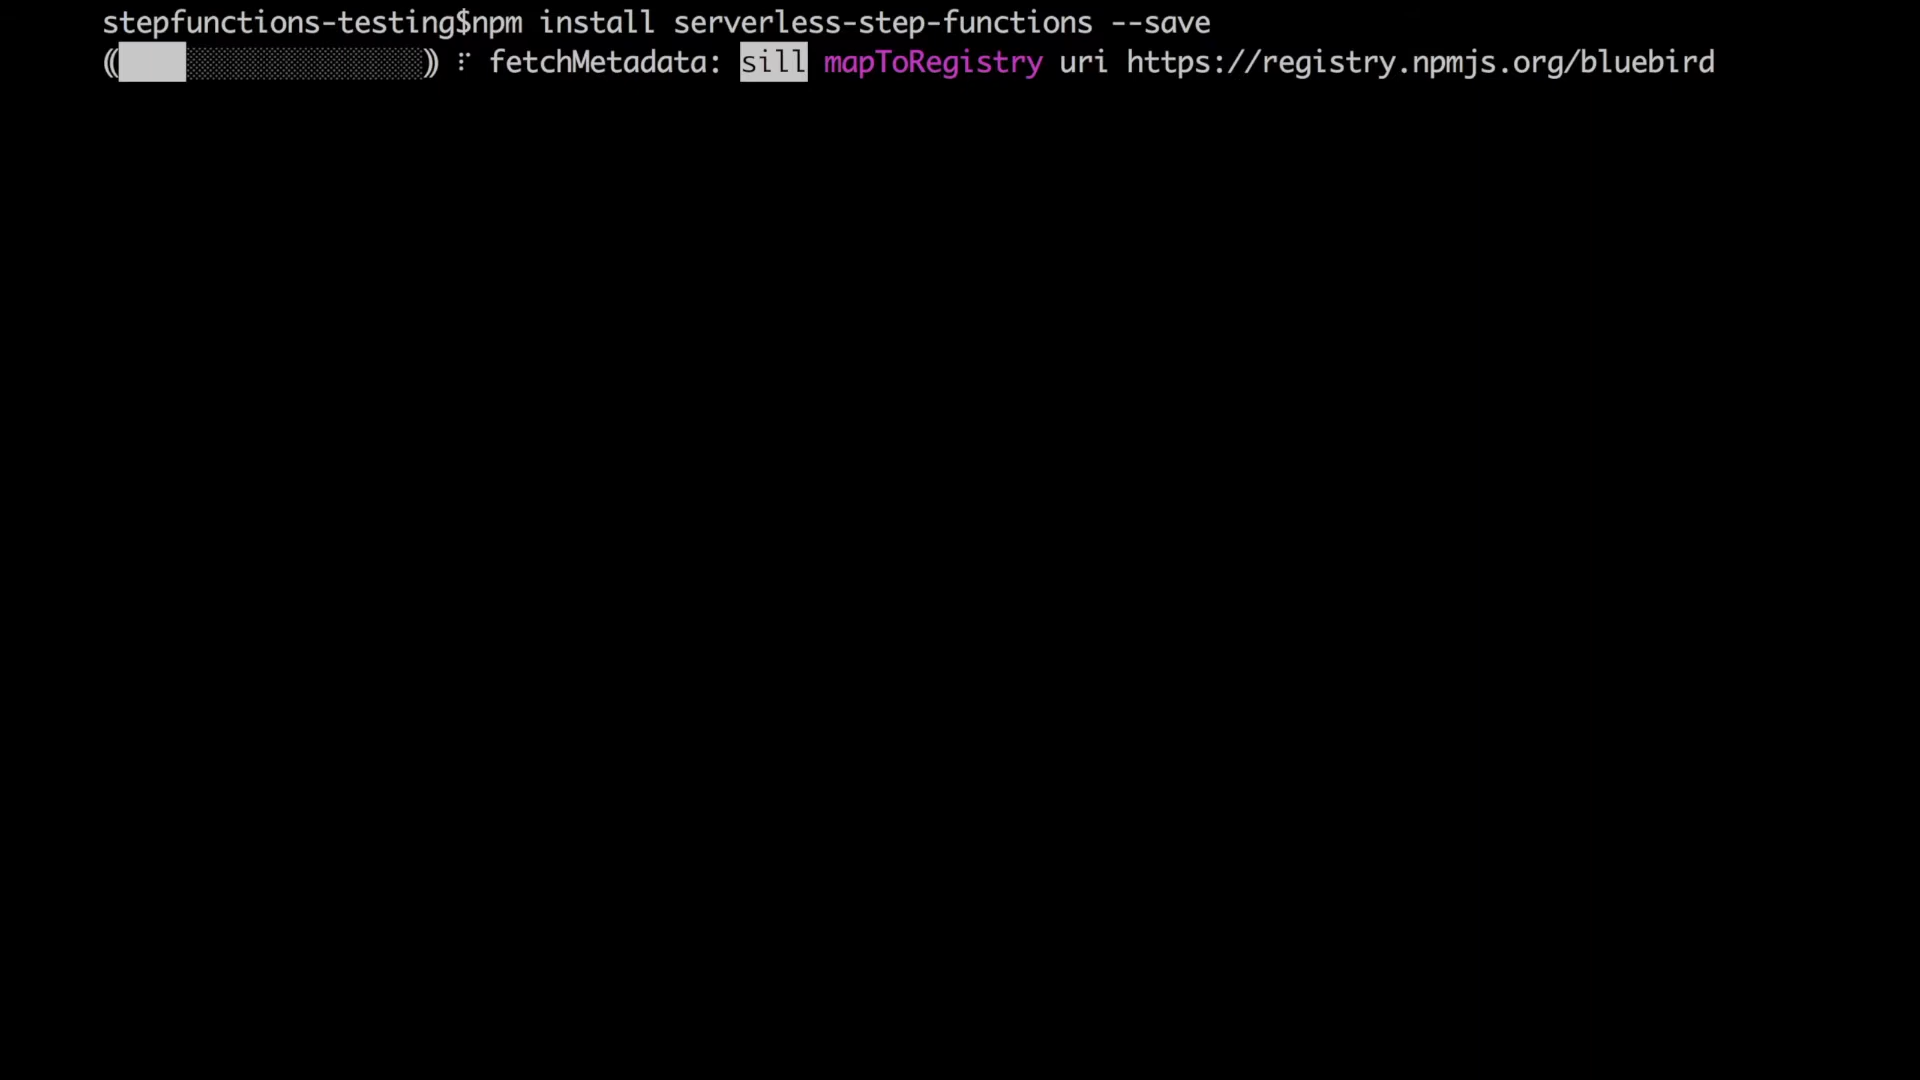 stepfunctions-testing$npm install serverless-step-functions --save
(██░░░░░░░) ⠏ fetchMetadata: sill mapToRegistry uri https://registry.npmjs.org/bluebird